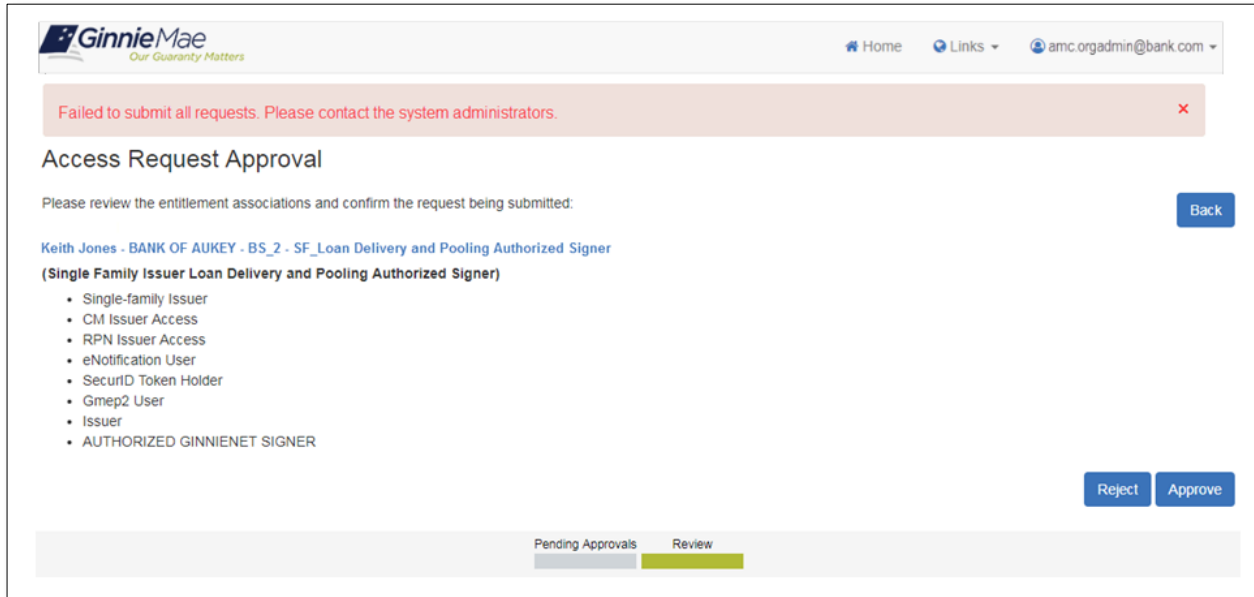 GinnieMae
Our Guaranty Matters
Home Links amc.orgadmin@bank.com
Failed to submit all requests. Please contact the system administrators. ×
Access Request Approval
Please review the entitlement associations and confirm the request being submitted:
Back
Keith Jones - BANK OF AUKEY - BS_2 - SF_Loan Delivery and Pooling Authorized Signer
(Single Family Issuer Loan Delivery and Pooling Authorized Signer)
• Single-family Issuer
• CM Issuer Access
• RPN Issuer Access
• eNotification User
• SecurID Token Holder
• Gmep2 User
• Issuer
• AUTHORIZED GINNIENET SIGNER
Reject Approve
Pending Approvals Review